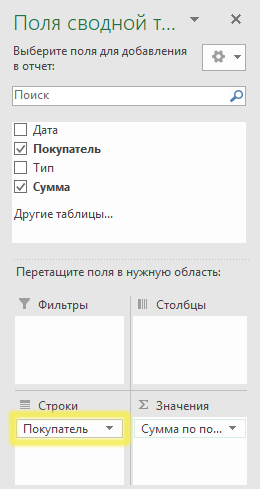 Поля сводной т...
Выберите поля для добавления
в отчет:
Поиск
Дата
Покупатель
Тип
Сумма
Другие таблицы...
Перетащите поля в нужную область:
Фильтры
Столбцы
Строки
Σ Значения
Покупатель
Сумма по по...